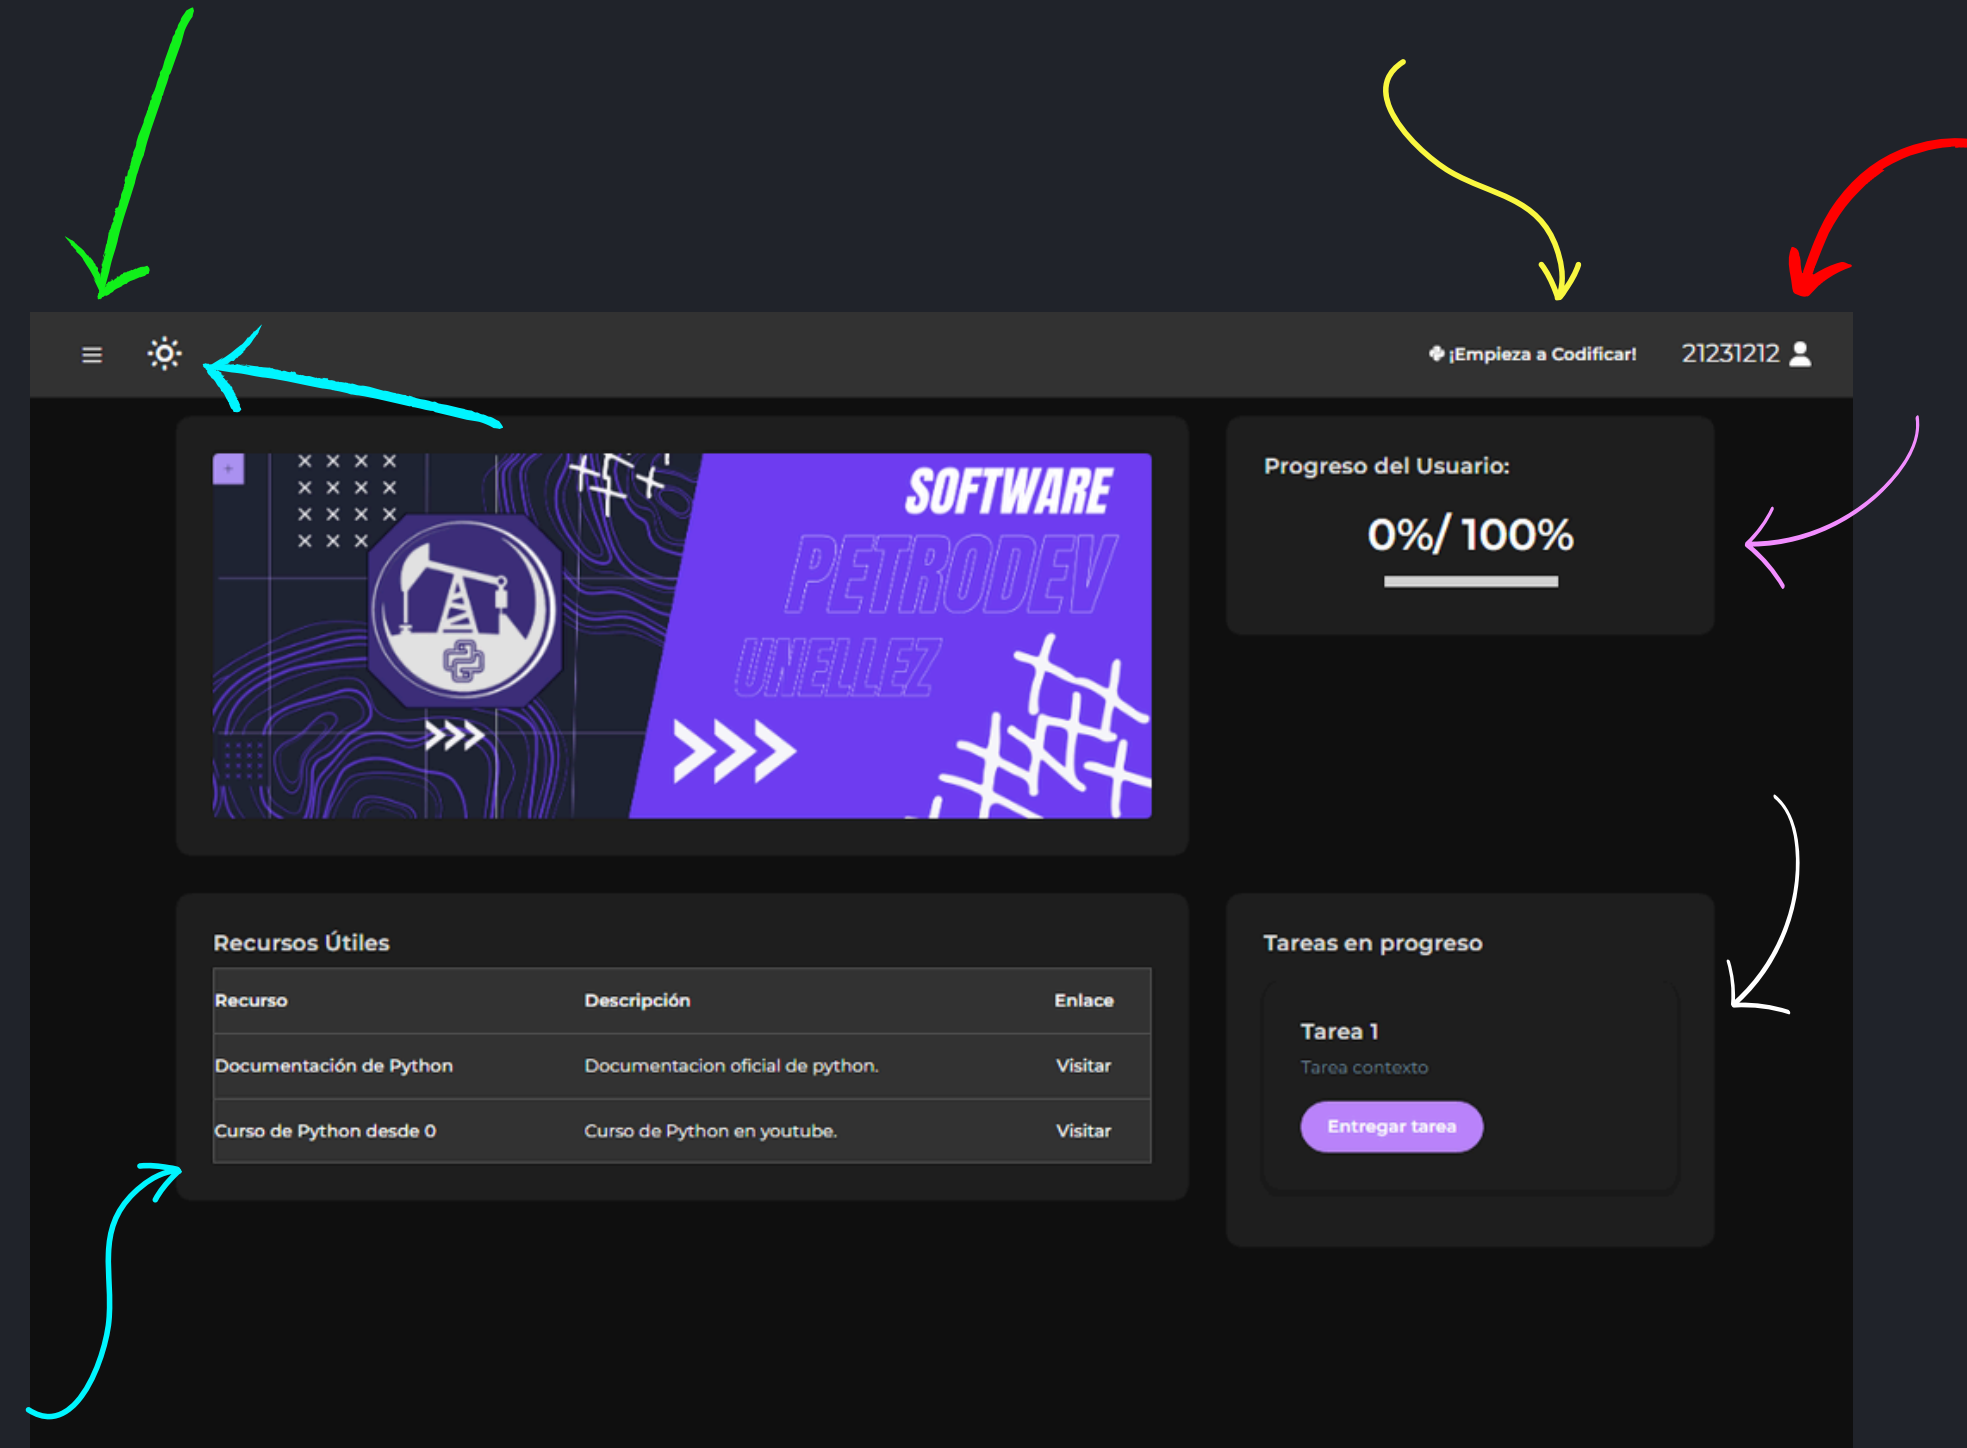 ¡Empieza a Codificar! 21231212
SOFTWARE
PETRODEV
UNELLEZ
Progreso del Usuario:
0%/ 100%
Recursos Útiles
Recurso Descripción Enlace
Documentación de Python Documentacion oficial de python. Visitar
Curso de Python desde 0 Curso de Python en youtube. Visitar
Tareas en progreso
Tarea 1
Tarea contexto
Entregar tarea